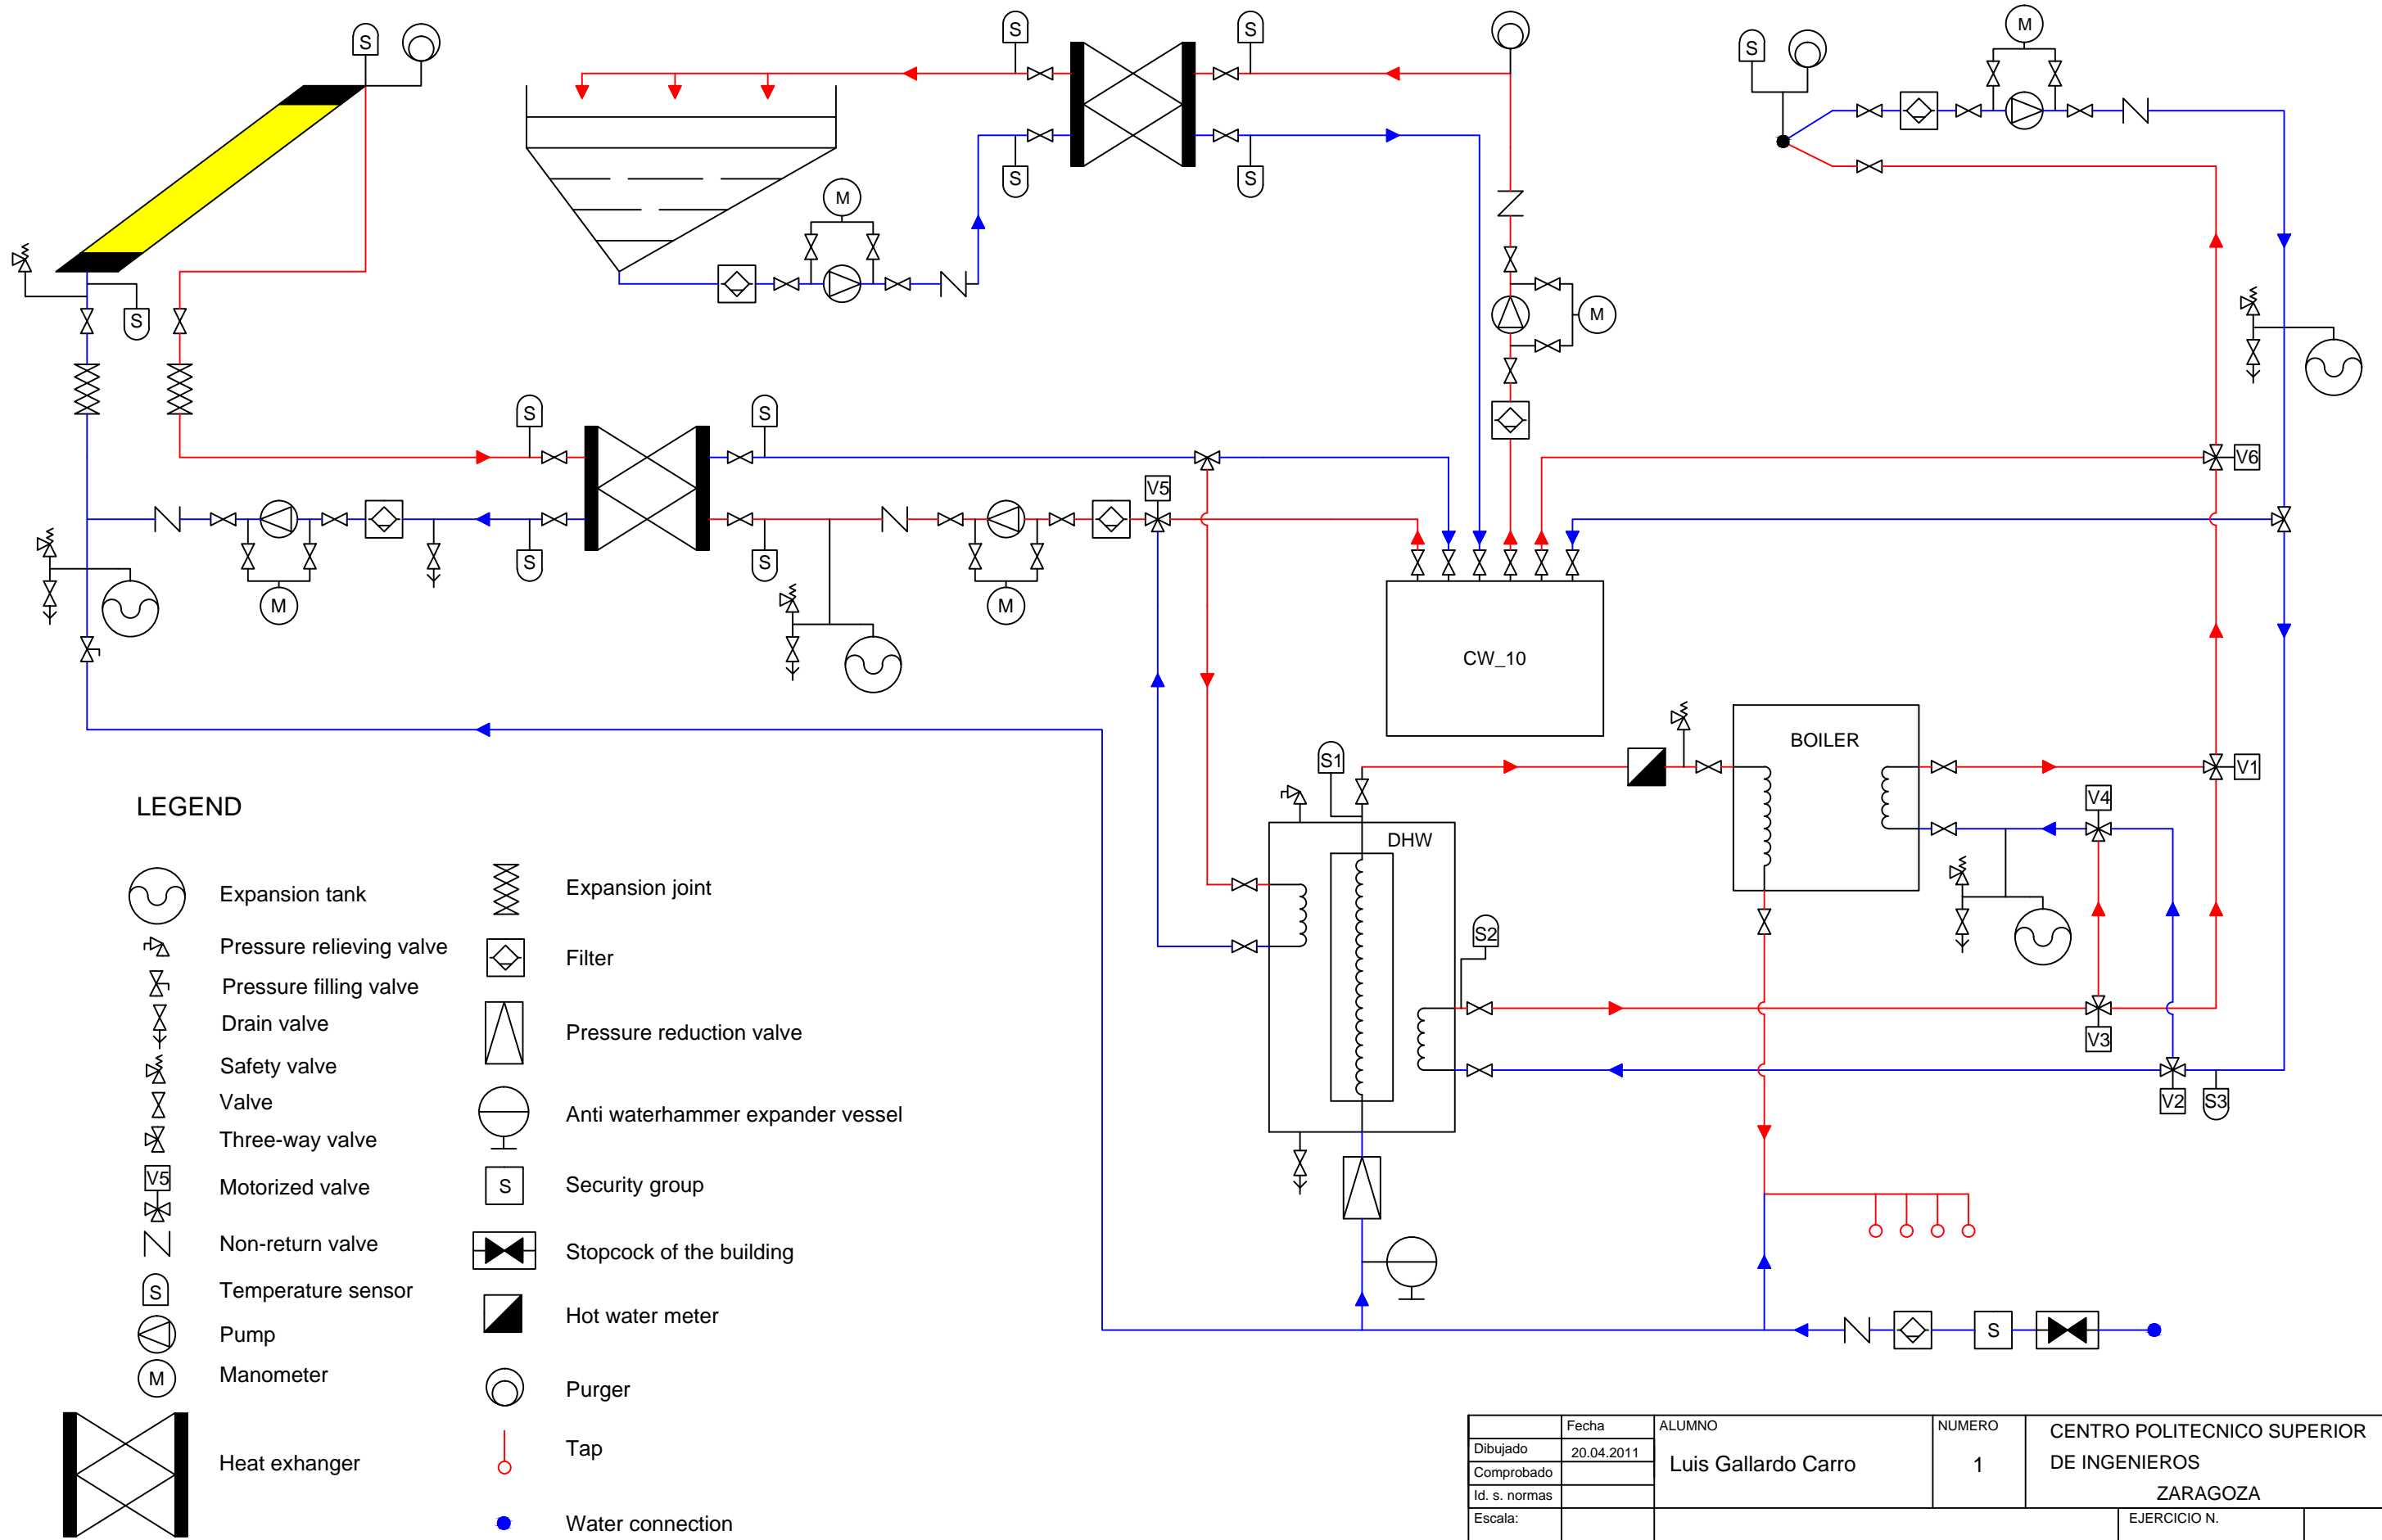 S
S
S
M
S
S
M
S
S
M
S
M
S
S
V5
V6
S
S
M
M
CW_10
BOILER
S1
V1
V4
DHW
S2
V3
V2
S3
S
LEGEND
Expansion tank
Pressure relieving valve
Pressure filling valve
Drain valve
Safety valve
Valve
Three-way valve
V5
Motorized valve
Non-return valve
S
Temperature sensor
Pump
M
Manometer
Heat exhanger
Expansion joint
Filter
Pressure reduction valve
Anti waterhammer expander vessel
S
Security group
Stopcock of the building
Hot water meter
Purger
Tap
Water connection
Fecha
ALUMNO
NUMERO
CENTRO POLITECNICO SUPERIOR
DE INGENIEROS
ZARAGOZA
Dibujado
20.04.2011
Luis Gallardo Carro
1
Comprobado
Id. s. normas
Escala:
EJERCICIO N.